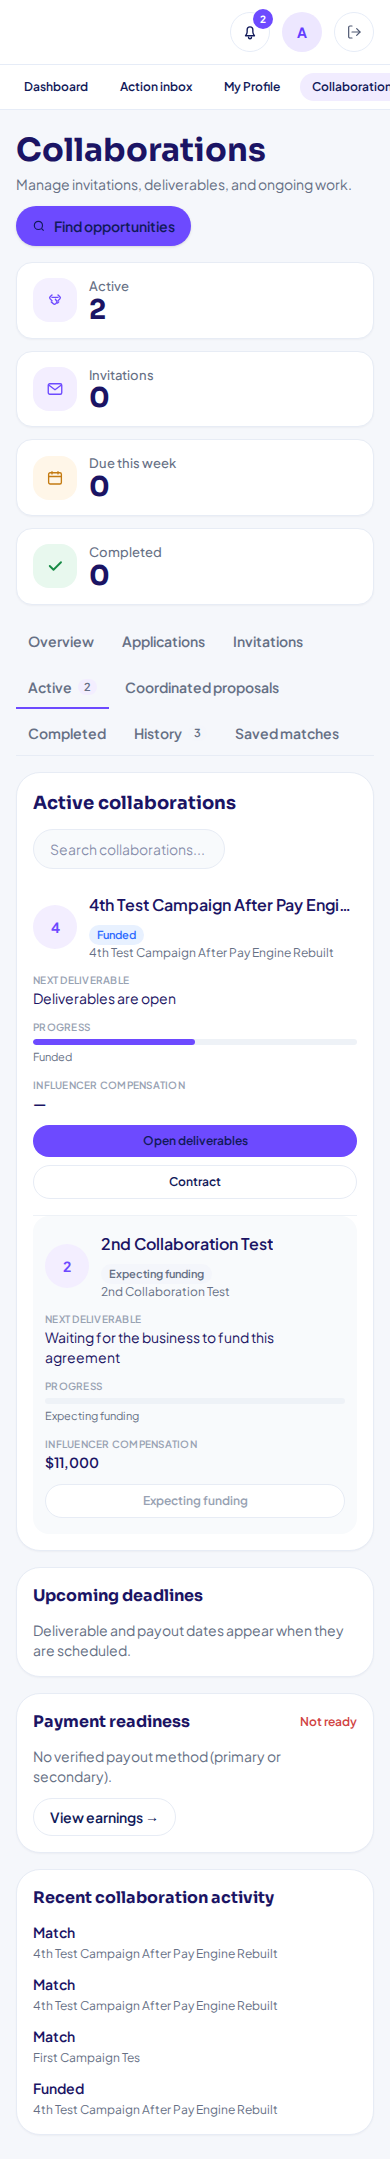 2
A
Dashboard Action inbox My Profile Collaboration
Collaborations
Manage invitations, deliverables, and ongoing work.
Find opportunities
Active
2
Invitations
0
Due this week
0
Completed
0
Overview Applications Invitations
Active 2 Coordinated proposals
Completed History 3 Saved matches
Active collaborations
Search collaborations...
4
4th Test Campaign After Pay Engi...
Funded
4th Test Campaign After Pay Engine Rebuilt
NEXT DELIVERABLE
Deliverables are open
PROGRESS
Funded
INFLUENCER COMPENSATION
—
Open deliverables
Contract
2
2nd Collaboration Test
Expecting funding
2nd Collaboration Test
NEXT DELIVERABLE
Waiting for the business to fund this
agreement
PROGRESS
Expecting funding
INFLUENCER COMPENSATION
$11,000
Expecting funding
Upcoming deadlines
Deliverable and payout dates appear when they
are scheduled.
Payment readiness Not ready
No verified payout method (primary or
secondary).
View earnings →
Recent collaboration activity
Match
4th Test Campaign After Pay Engine Rebuilt
Match
4th Test Campaign After Pay Engine Rebuilt
Match
First Campaign Tes
Funded
4th Test Campaign After Pay Engine Rebuilt